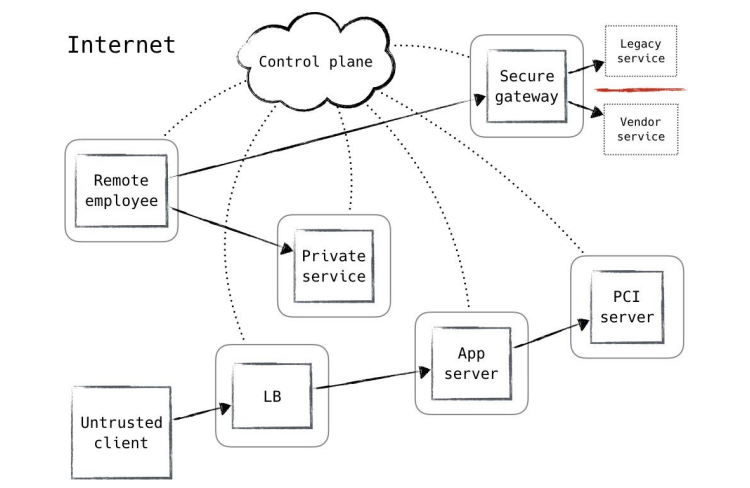 Internet
Control plane
Secure
gateway
Legacy
service
Vendor
service
Remote
employee
Private
service
PCI
server
App
server
LB
Untrusted
client